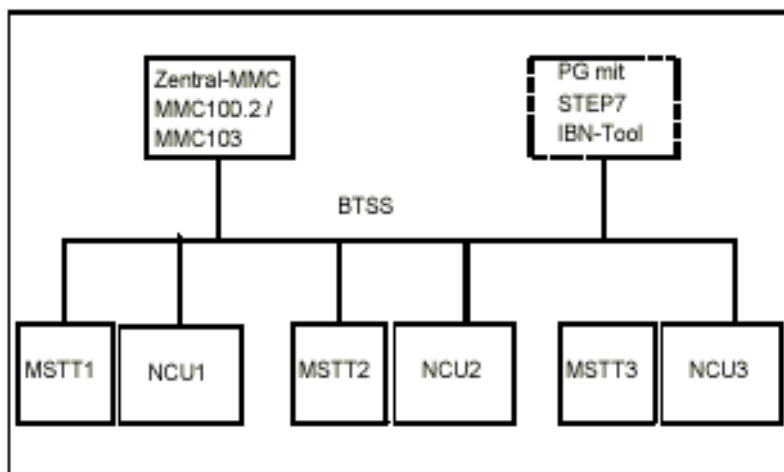 Zentral-MMC
MMC100.2 /
MMC103
PG mit
STEP7
IBN-Tool
BTSS
MSTT1
NCU1
MSTT2
NCU2
MSTT3
NCU3